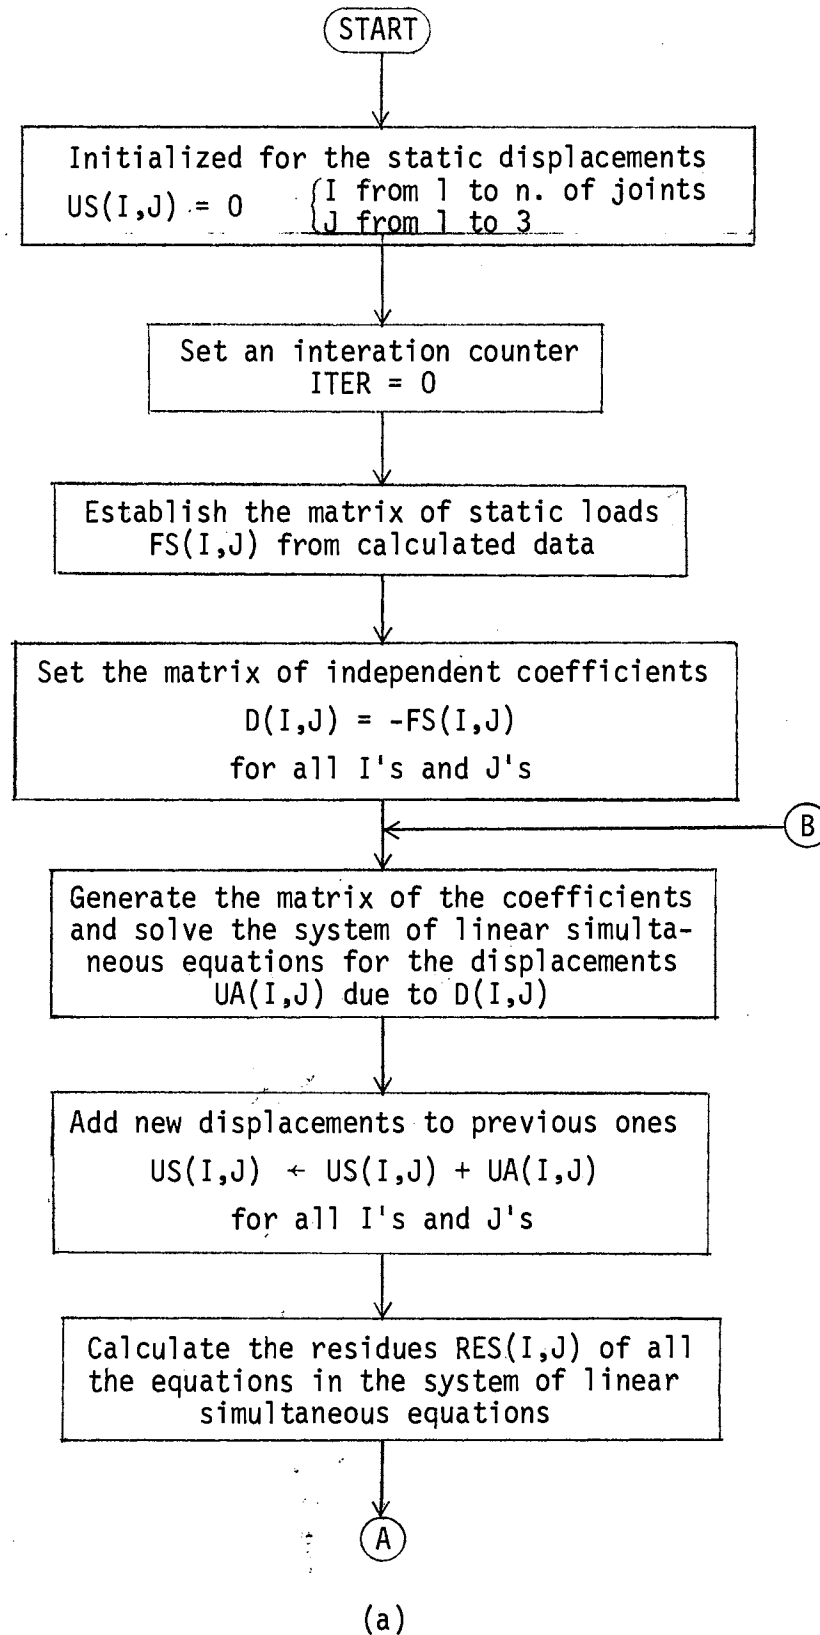 START
Initialized for the static displacements
US(I,J) = 0 { I from 1 to n. of joints
J from 1 to 3
Set an interation counter
ITER = 0
Establish the matrix of static loads
FS(I,J) from calculated data
Set the matrix of independent coefficients
D(I,J) = -FS(I,J)
for all I's and J's
B
Generate the matrix of the coefficients
and solve the system of linear simulta-
neous equations for the displacements
UA(I,J) due to D(I,J)
Add new displacements to previous ones
US(I,J) ← US(I,J) + UA(I,J)
for all I's and J's
Calculate the residues RES(I,J) of all
the equations in the system of linear
simultaneous equations
A
(a)